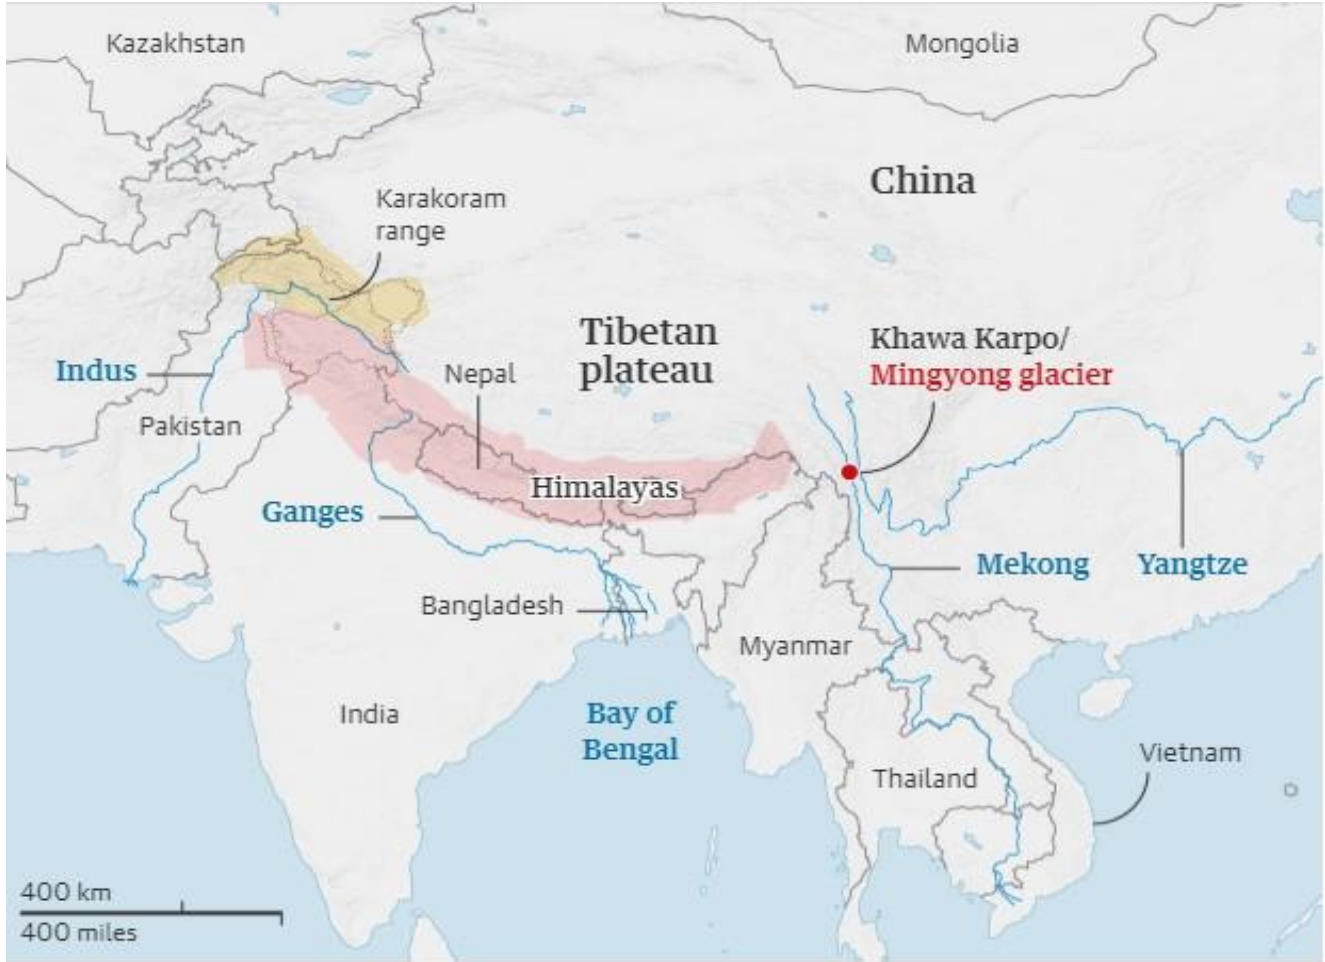 Kazakhstan
Mongolia
China
Karakoram
range
Tibetan
plateau
Khawa Karpo/
Mingyong glacier
Indus
Nepal
Pakistan
Himalayas
Ganges
Mekong
Yangtze
Bangladesh
Myanmar
India
Bay of
Bengal
Vietnam
Thailand
400 km
400 miles